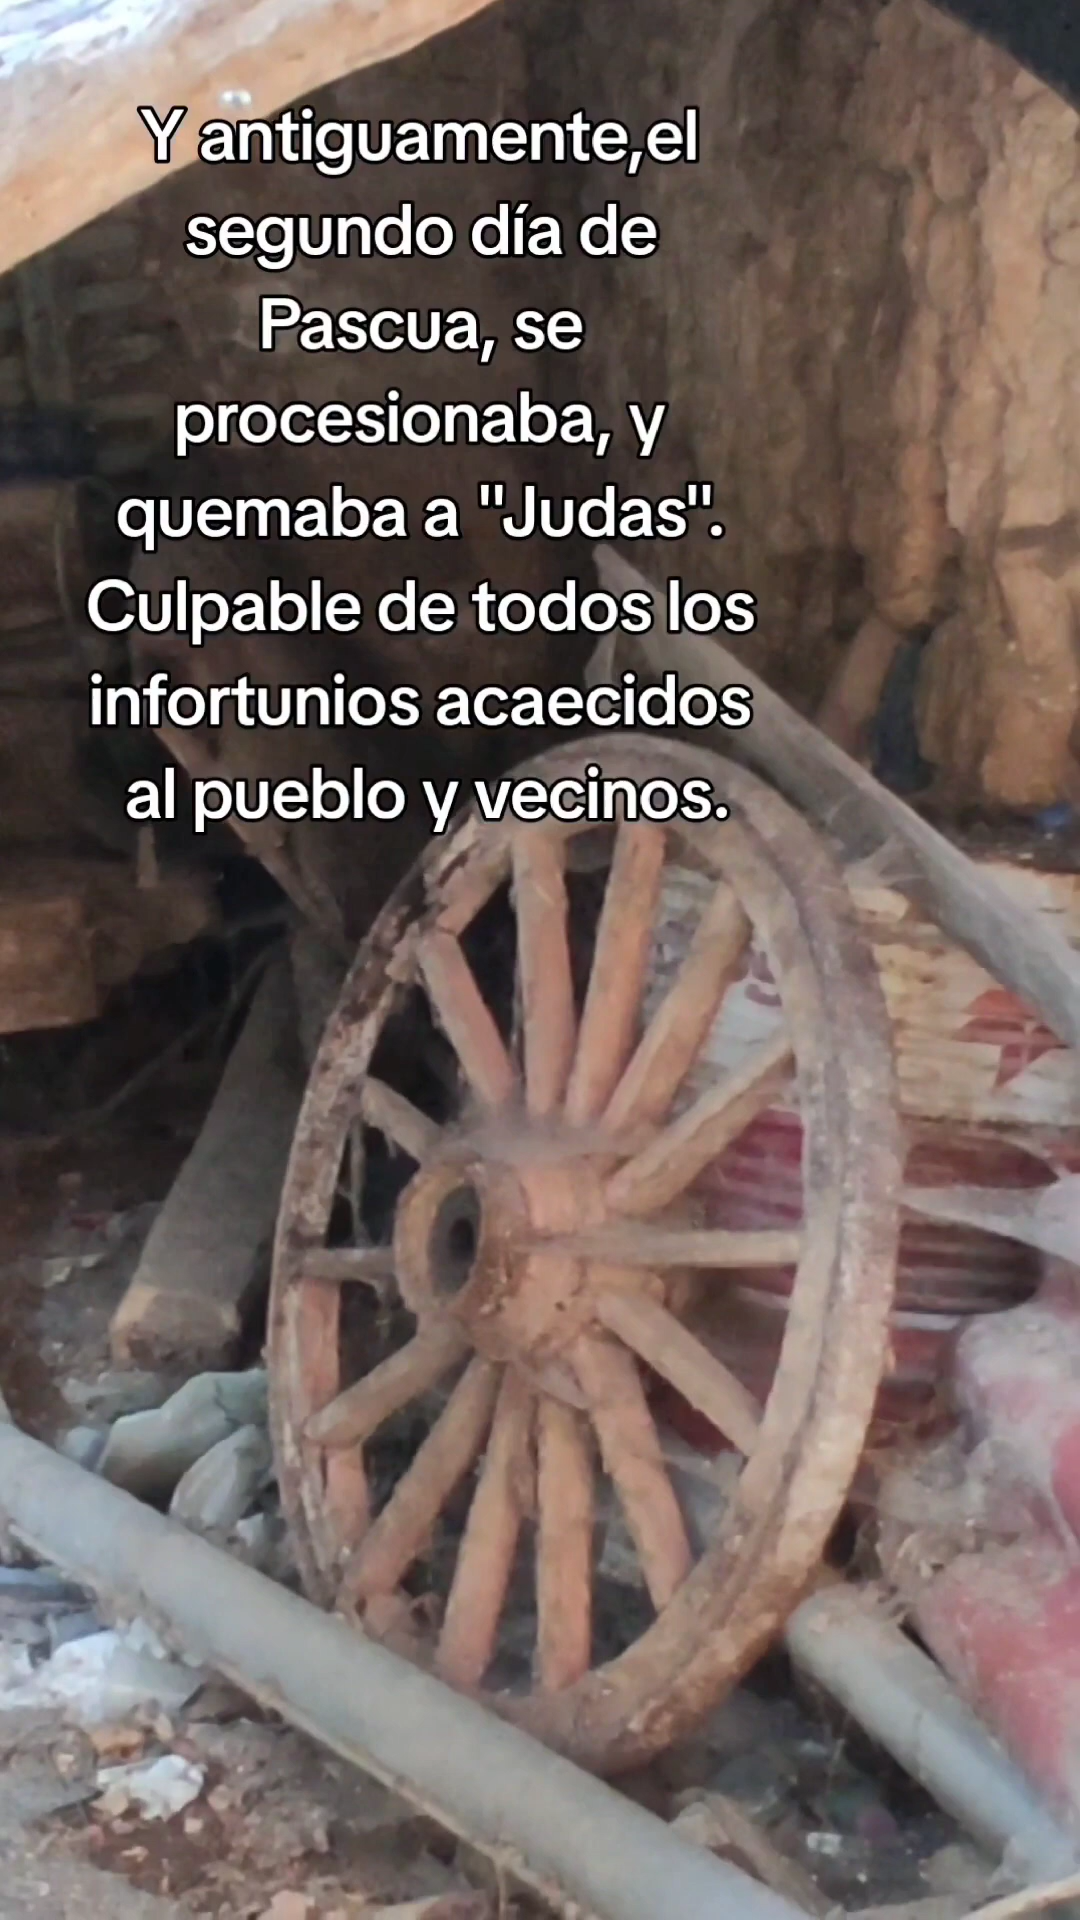 Y antiguamente,el
segundo día de
Pascua, se
procesionaba, y
quemaba a "Judas".
Culpable de todos los
infortunios acaecidos
al pueblo y vecinos.